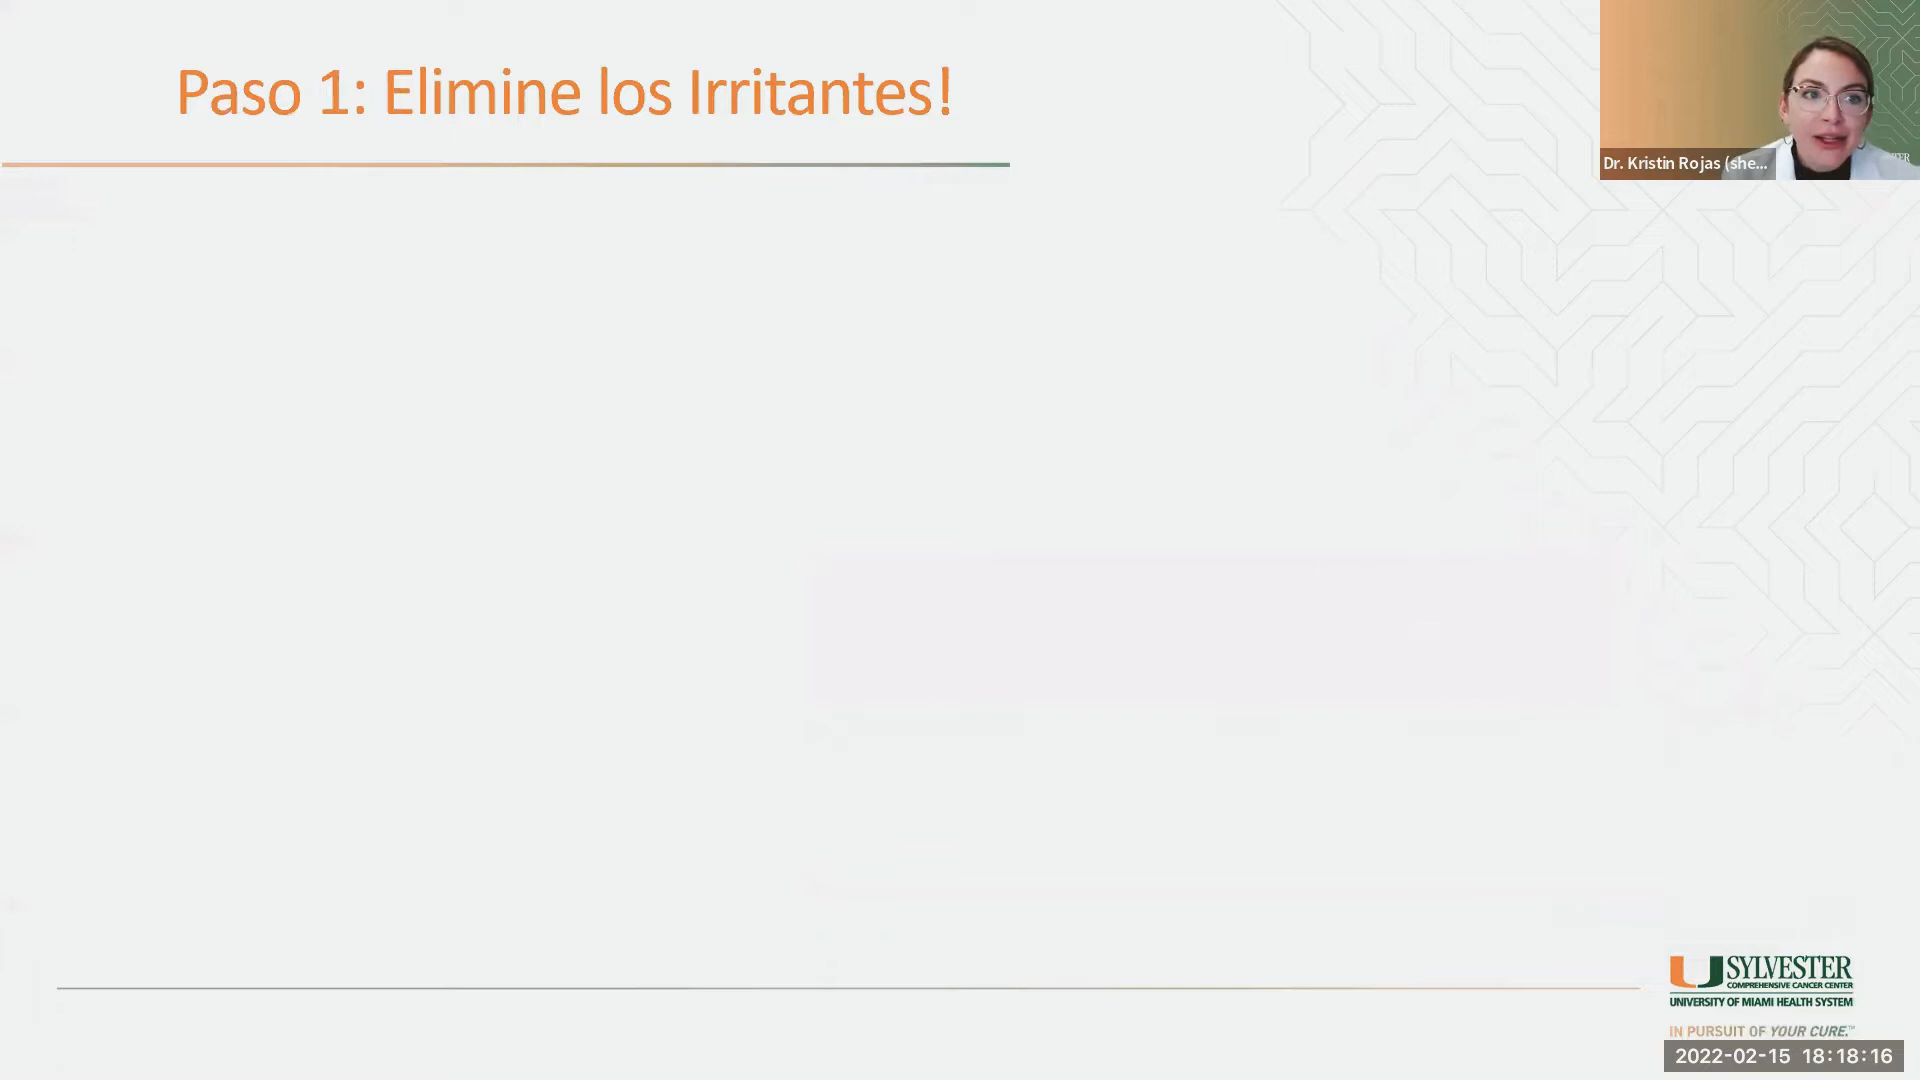 Paso 1: Elimine los Irritantes!
Dr. Kristin Rojas (she...
SYLVESTER
COMPREHENSIVE CANCER CENTER
UNIVERSITY OF MIAMI HEALTH SYSTEM
IN PURSUIT OF YOUR CURE.™
2022-02-15 18:18:16